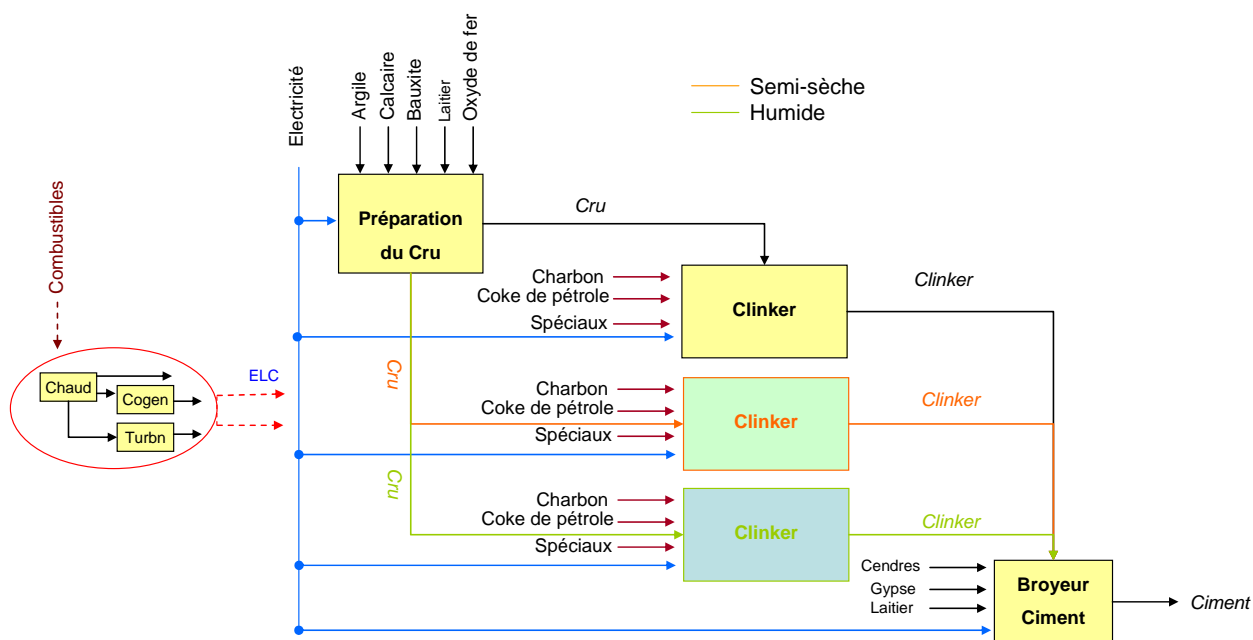 Electricité
Argile
Calcaire
Bauxite
Laitier
Oxyde de fer
Semi-sèche
Humide
Combustibles
Préparation
du Cru
Cru
Charbon
Coke de pétrole
Spéciaux
Clinker
Clinker
Chaud
Cogen
Turbn
ELC
Cru
Charbon
Coke de pétrole
Spéciaux
Clinker
Clinker
Cru
Charbon
Coke de pétrole
Spéciaux
Clinker
Clinker
Cendres
Gypse
Laitier
Broyeur
Ciment
Ciment